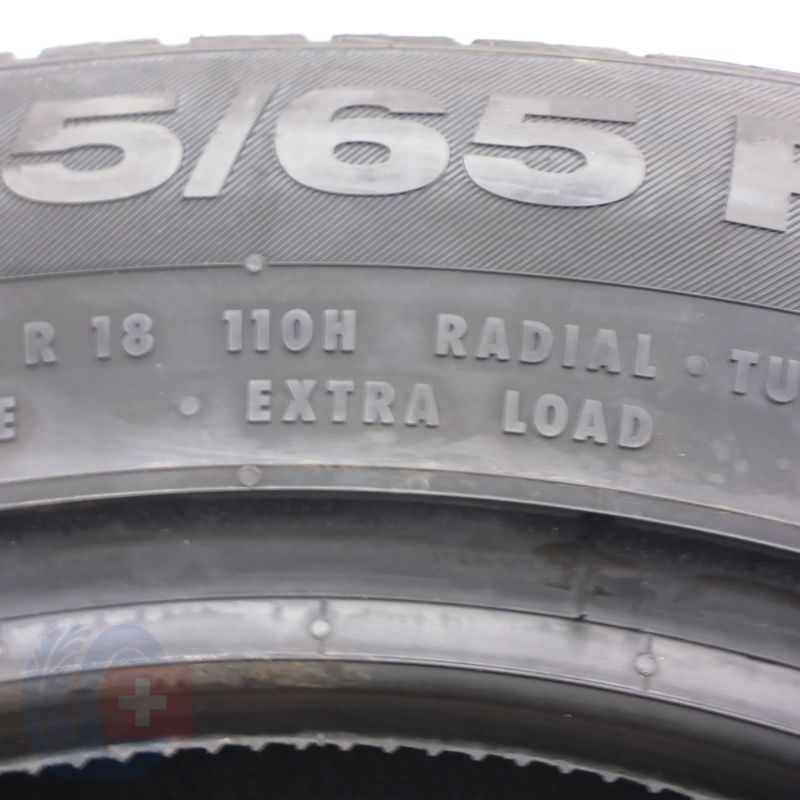 5/65 R
R 18 110H RADIAL · TU
E · EXTRA LOAD